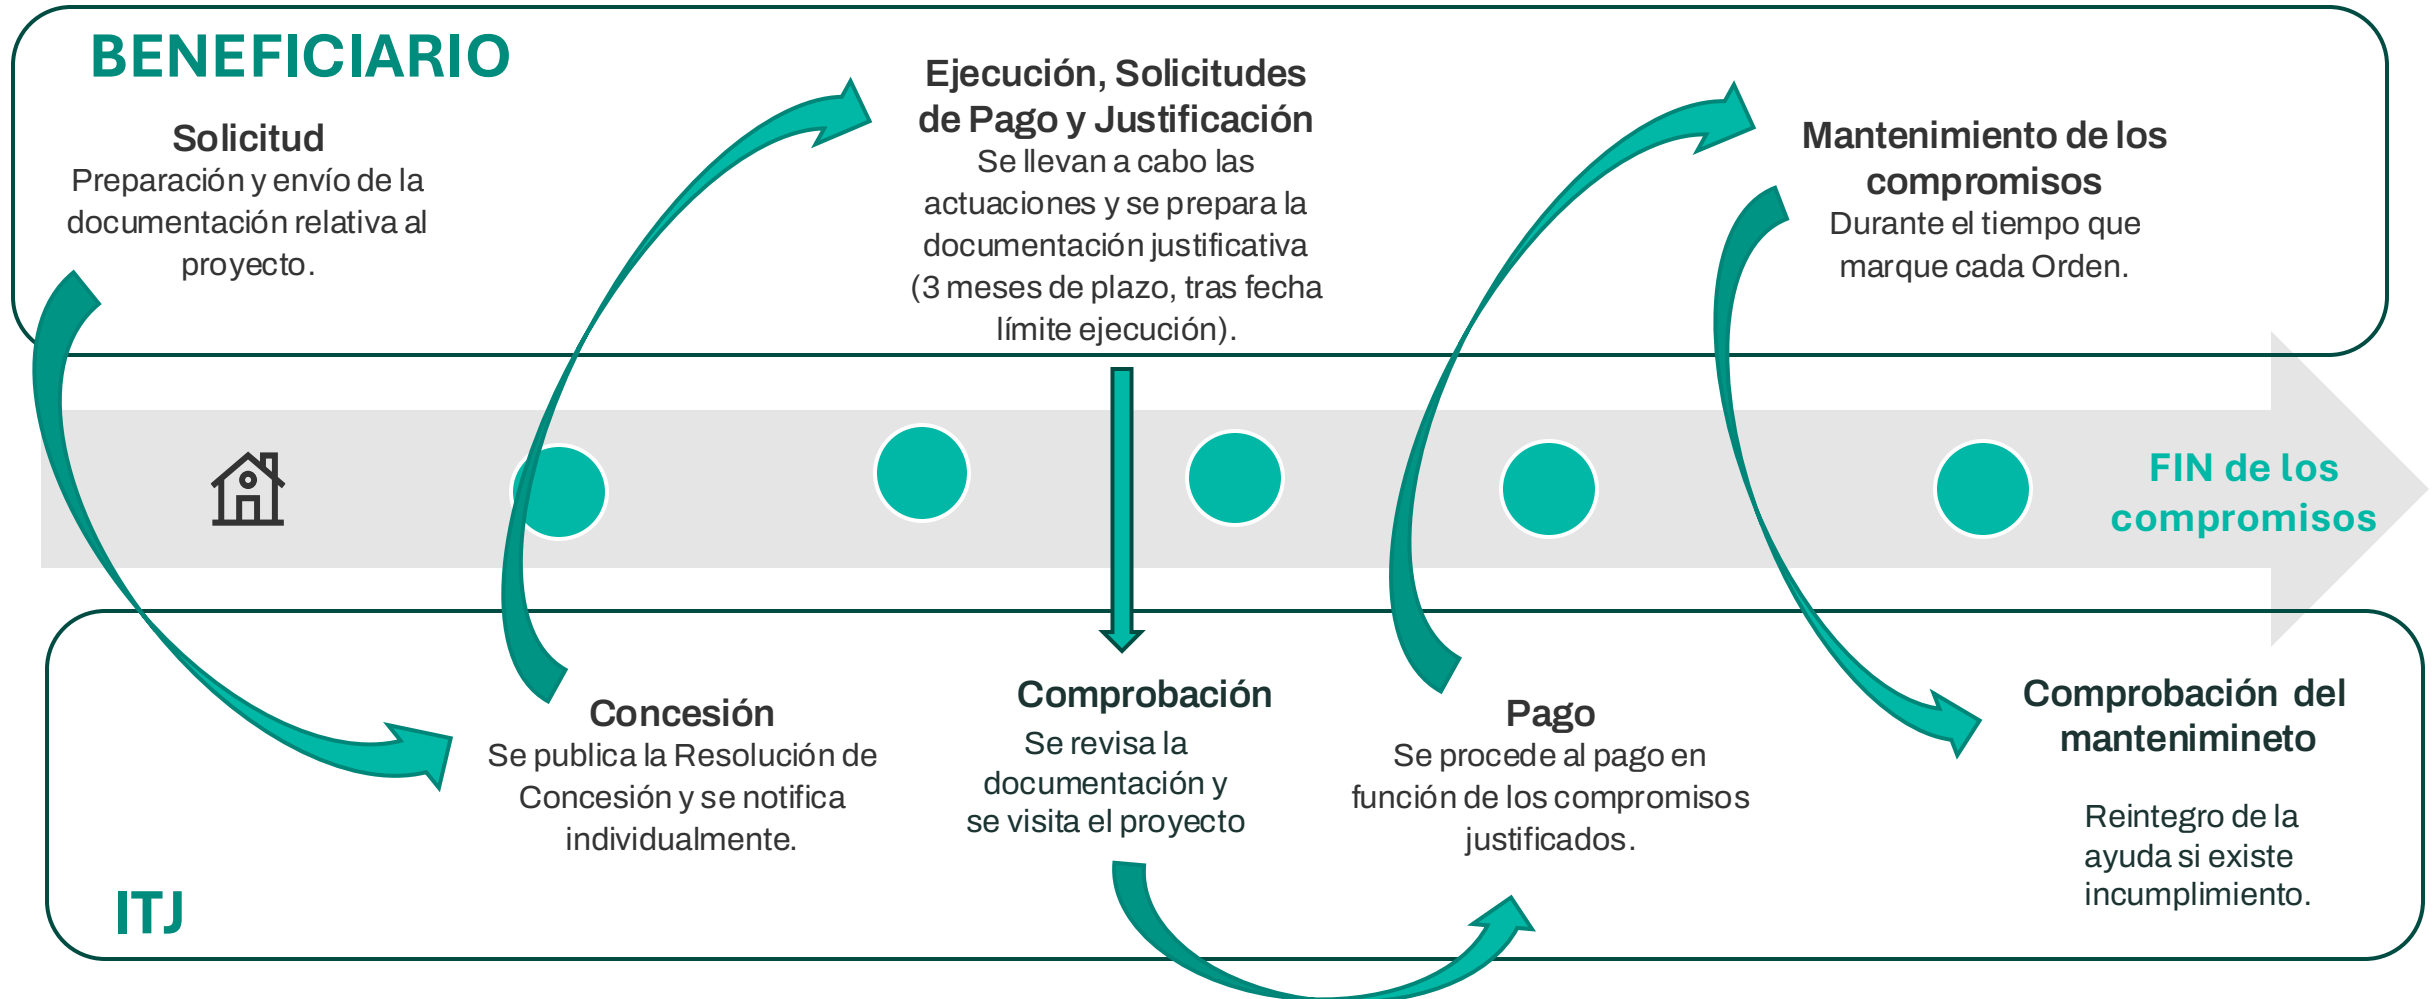 BENEFICIARIO
Solicitud
Preparación y envío de la
documentación relativa al
proyecto.
Ejecución, Solicitudes
de Pago y Justificación
Se llevan a cabo las
actuaciones y se prepara la
documentación justificativa
(3 meses de plazo, tras fecha
límite ejecución).
Mantenimiento de los
compromisos
Durante el tiempo que
marque cada Orden.
FIN de los
compromisos
Concesión
Se publica la Resolución de
Concesión y se notifica
individualmente.
Comprobación
Se revisa la
documentación y
se visita el proyecto
Pago
Se procede al pago en
función de los compromisos
justificados.
Comprobación del
mantenimineto
Reintegro de la
ayuda si existe
incumplimiento.
ITJ